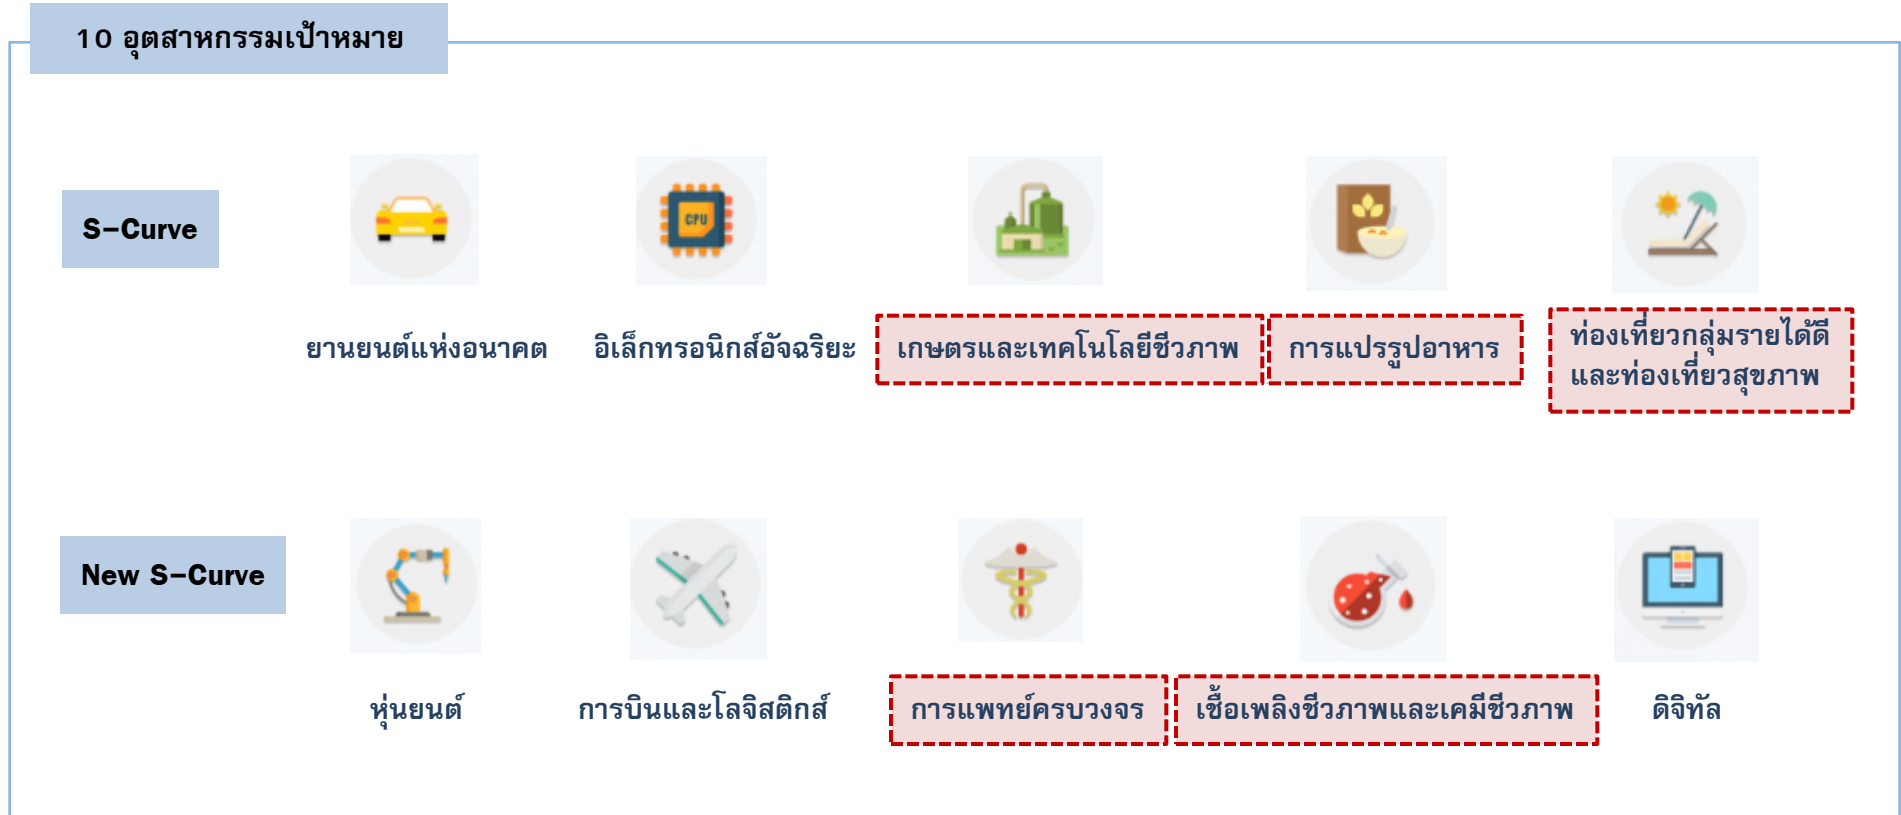 10 อุตสาหกรรมเป้าหมาย
S-Curve
CPU
ยานยนต์แห่งอนาคต
อิเล็กทรอนิกส์อัจฉริยะ
เกษตรและเทคโนโลยีชีวภาพ
การแปรรูปอาหาร
ท่องเที่ยวกลุ่มรายได้ดี
และท่องเที่ยวสุขภาพ
New S-Curve
หุ่นยนต์
การบินและโลจิสติกส์
การแพทย์ครบวงจร
เชื้อเพลิงชีวภาพและเคมีชีวภาพ
ดิจิทัล